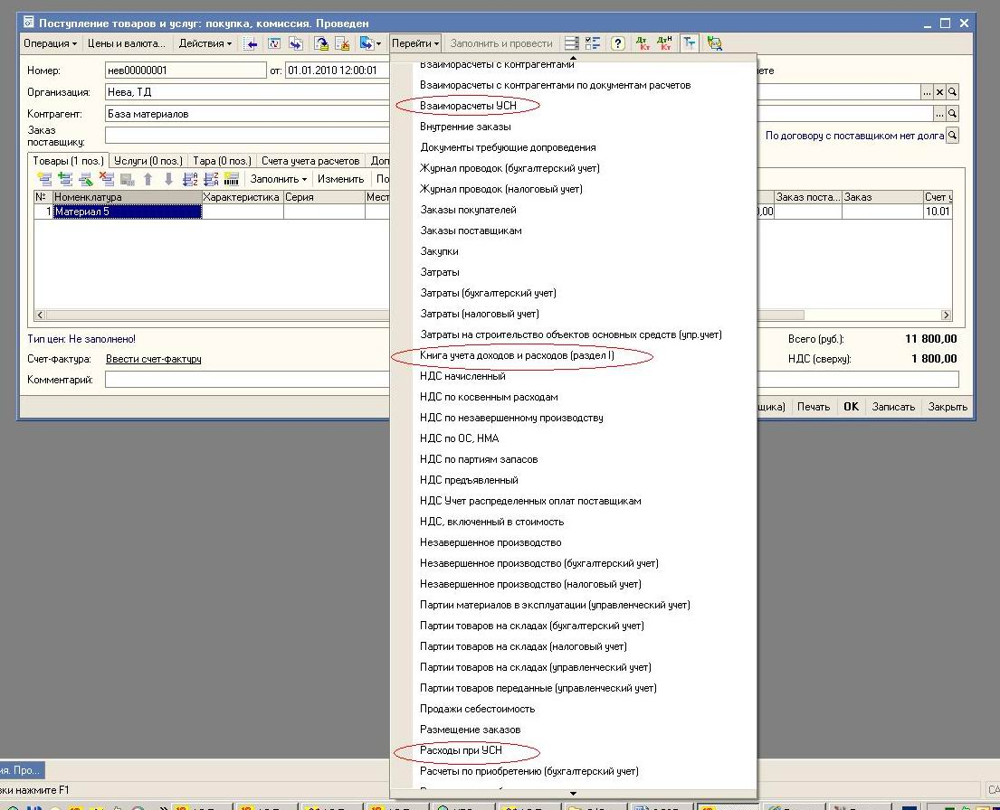 Поступление товаров и услуг: покупка, комиссия. Проведен
Операция Цены и валюта... Действия Перейти Заполнить и провести
Номер: нев00000001 от: 01.01.2010 12:00:01
Организация: Нева, ТД
Контрагент: База материалов
Заказ поставщику:
По договору с поставщиком нет долга
Товары (1 поз.) Услуги (0 поз.) Тара (0 поз.) Счета учета расчетов
Заполнить Изменить
№ Номенклатура Характеристика Серия Мест Заказ поста... Заказ Счет у
1 Материал 5 10.01
Тип цен: Не заполнено!
Всего (руб.): 11 800,00
Счет-фактура: Ввести счет-фактуру
НДС (сверху): 1 800,00
Комментарий:
Печать OK Записать Закрыть
Взаиморасчеты с контрагентами
Взаиморасчеты с контрагентами по документам расчетов
Взаиморасчеты УСН
Внутренние заказы
Документы требующие допроведения
Журнал проводок (бухгалтерский учет)
Журнал проводок (налоговый учет)
Заказы покупателей
Заказы поставщикам
Закупки
Затраты
Затраты (бухгалтерский учет)
Затраты (налоговый учет)
Затраты на строительство объектов основных средств (упр.учет)
Книга учета доходов и расходов (раздел I)
НДС начисленный
НДС по косвенным расходам
НДС по незавершенному производству
НДС по ОС, НМА
НДС по партиям запасов
НДС предъявленный
НДС Учет распределенных оплат поставщикам
НДС, включенный в стоимость
Незавершенное производство
Незавершенное производство (бухгалтерский учет)
Незавершенное производство (налоговый учет)
Партии материалов в эксплуатации (управленческий учет)
Партии товаров на складах (бухгалтерский учет)
Партии товаров на складах (налоговый учет)
Партии товаров на складах (управленческий учет)
Партии товаров переданные (управленческий учет)
Продажи себестоимость
Размещение заказов
Расходы при УСН
Расчеты по приобретению (бухгалтерский учет)
ия. Про...
вки нажмите F1